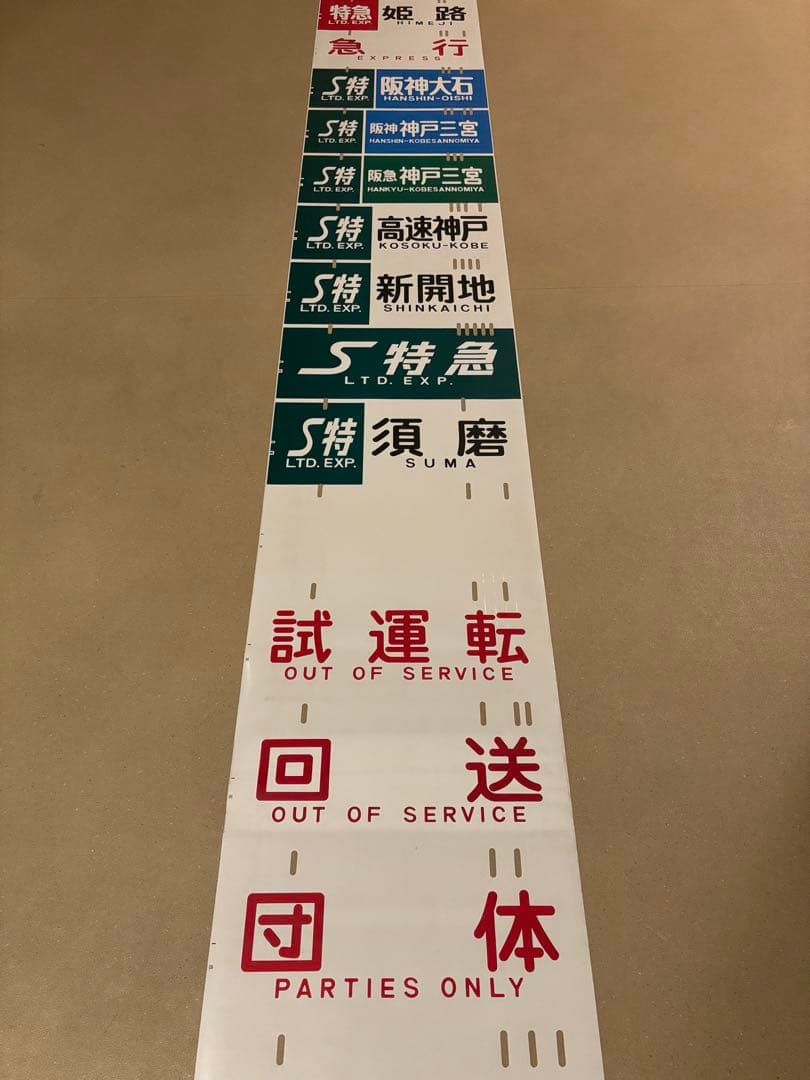 特急 姫路
LTD. EXP. HIMEJI
急行
EXPRESS
S特 阪神大石
LTD. EXP. HANSHIN-OISHI
S特 阪神神戸三宮
LTD. EXP. HANSHIN-KOBESANNOMIYA
S特 阪急神戸三宮
LTD. EXP. HANKYU-KOBESANNOMIYA
S特 高速神戸
LTD. EXP. KOSOKU-KOBE
S特 新開地
LTD. EXP. SHINKAICHI
S特急
LTD. EXP.
S特 須磨
LTD. EXP. SUMA
試運転
OUT OF SERVICE
回送
OUT OF SERVICE
団体
PARTIES ONLY